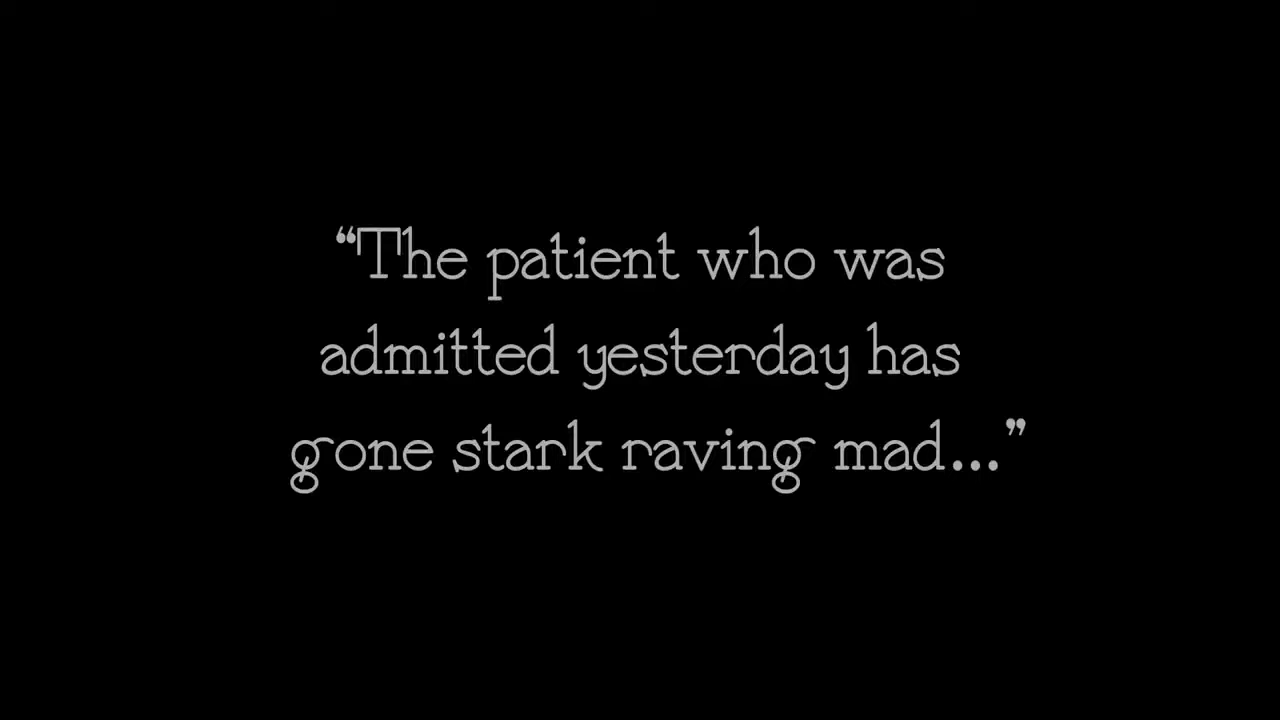 “The patient who was
admitted yesterday has
gone stark raving mad...”